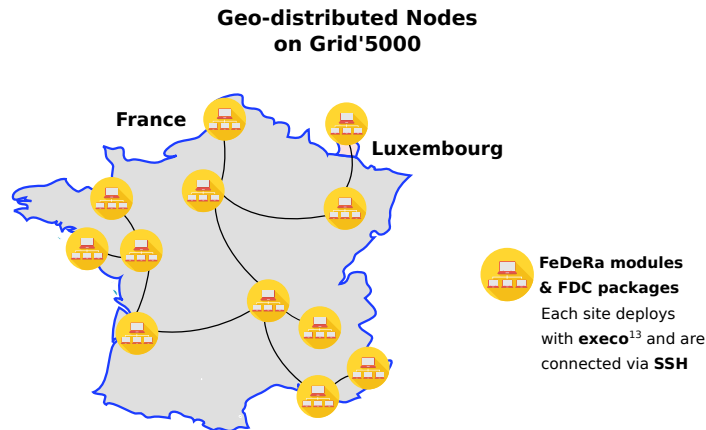 Geo-distributed Nodes
on Grid'5000
France
Luxembourg
FeDeRa modules
& FDC packages
Each site deploys
with execo¹³ and are
connected via SSH